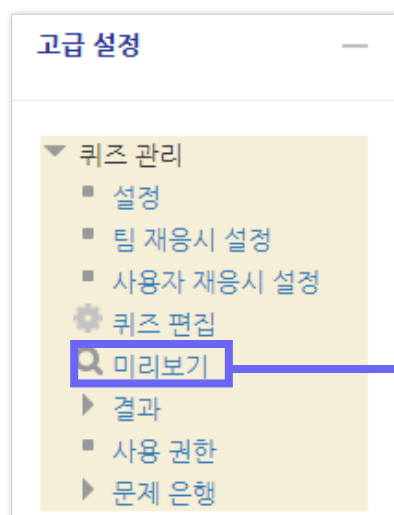 고급 설정
퀴즈 관리
설정
팀 재응시 설정
사용자 재응시 설정
퀴즈 편집
미리보기
결과
사용 권한
문제 은행